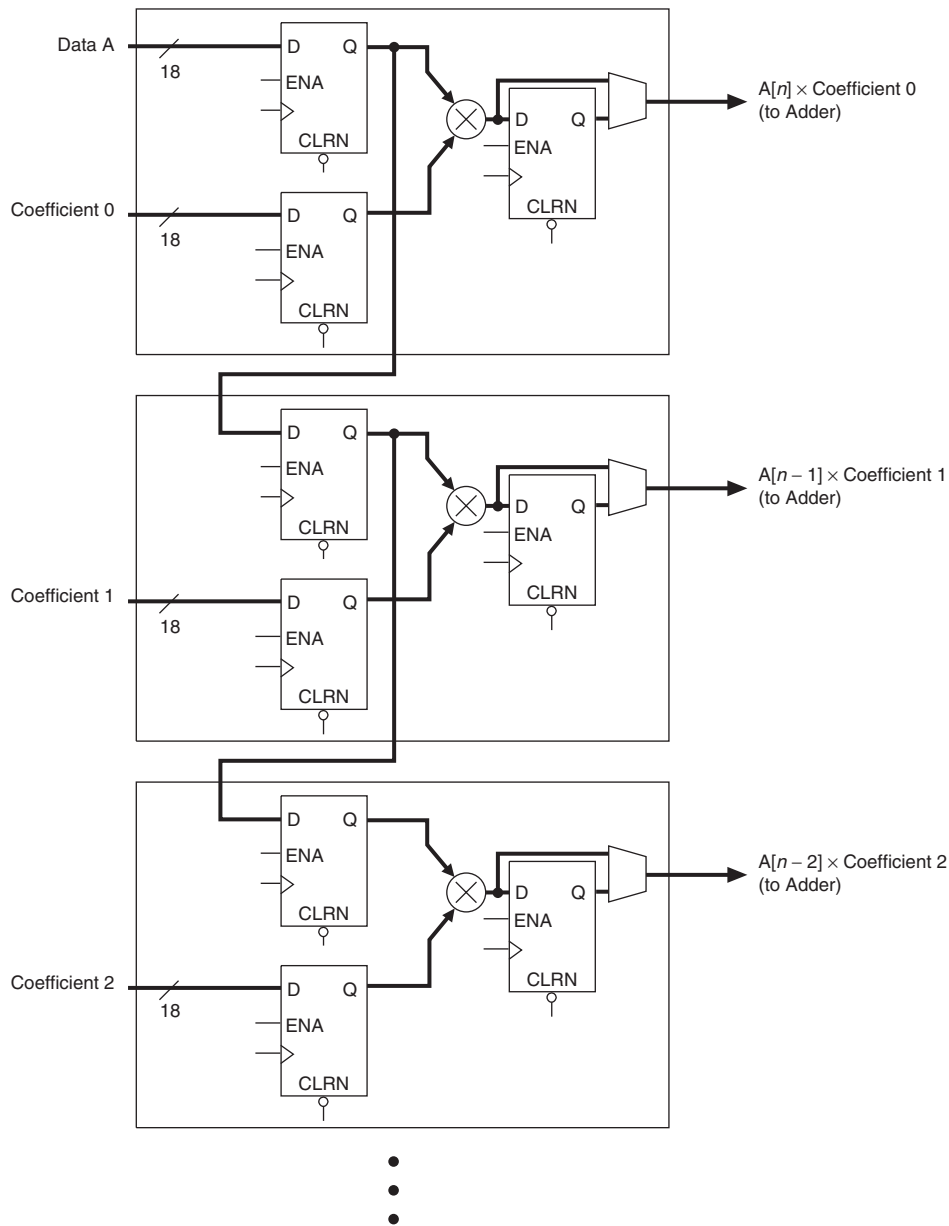 Data A
18
D Q
ENA
CLRN
A[n] × Coefficient 0
(to Adder)
D Q
ENA
CLRN
Coefficient 0
18
D Q
ENA
CLRN
D Q
ENA
CLRN
A[n – 1] × Coefficient 1
(to Adder)
D Q
ENA
CLRN
Coefficient 1
18
D Q
ENA
CLRN
D Q
ENA
CLRN
A[n – 2] × Coefficient 2
(to Adder)
D Q
ENA
CLRN
Coefficient 2
18
D Q
ENA
CLRN